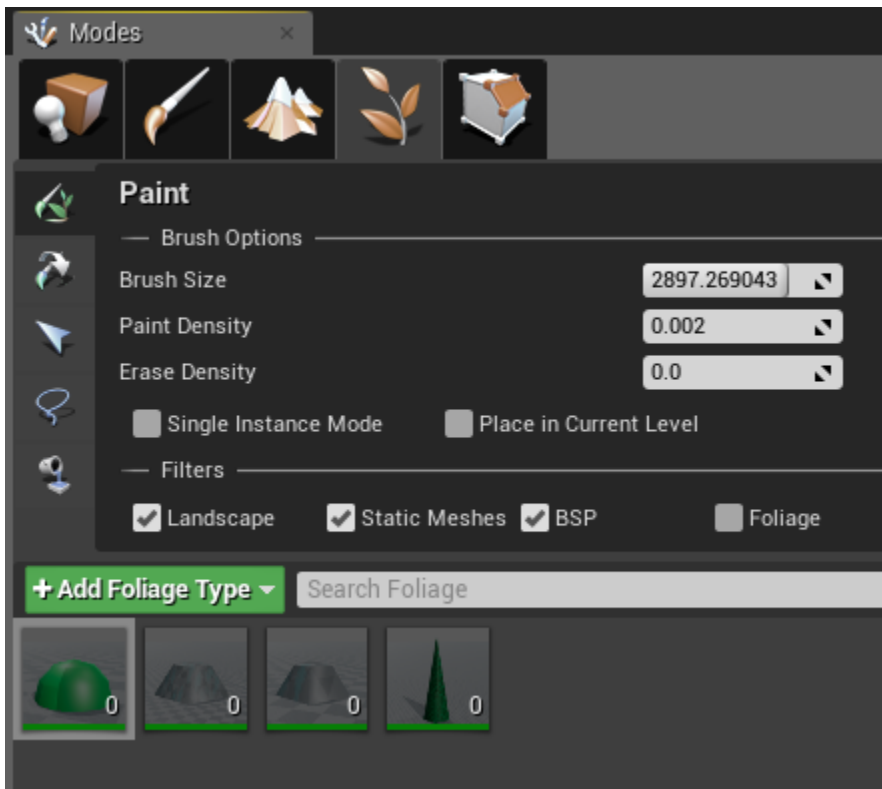 Modes
Paint
Brush Options
Brush Size 2897.269043
Paint Density 0.002
Erase Density 0.0
Single Instance Mode Place in Current Level
Filters
Landscape Static Meshes BSP Foliage
+ Add Foliage Type Search Foliage
0 0 0 0